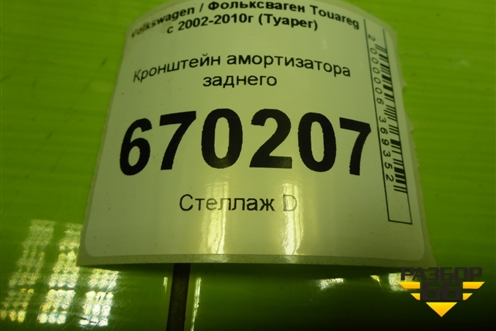 Volkswagen / Фольксваген Touareg
с 2002-2010г (Туарег)
Кронштейн амортизатора
заднего
670207
Стеллаж D
2000006369352
РАЗБОР